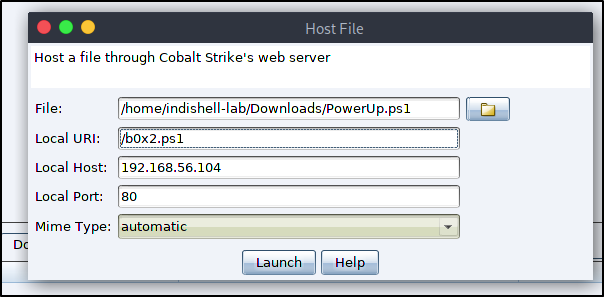 Host File
Host a file through Cobalt Strike's web server
File: /home/indishell-lab/Downloads/PowerUp.ps1
Local URI: /b0x2.ps1
Local Host: 192.168.56.104
Local Port: 80
Mime Type: automatic
Do
Launch Help